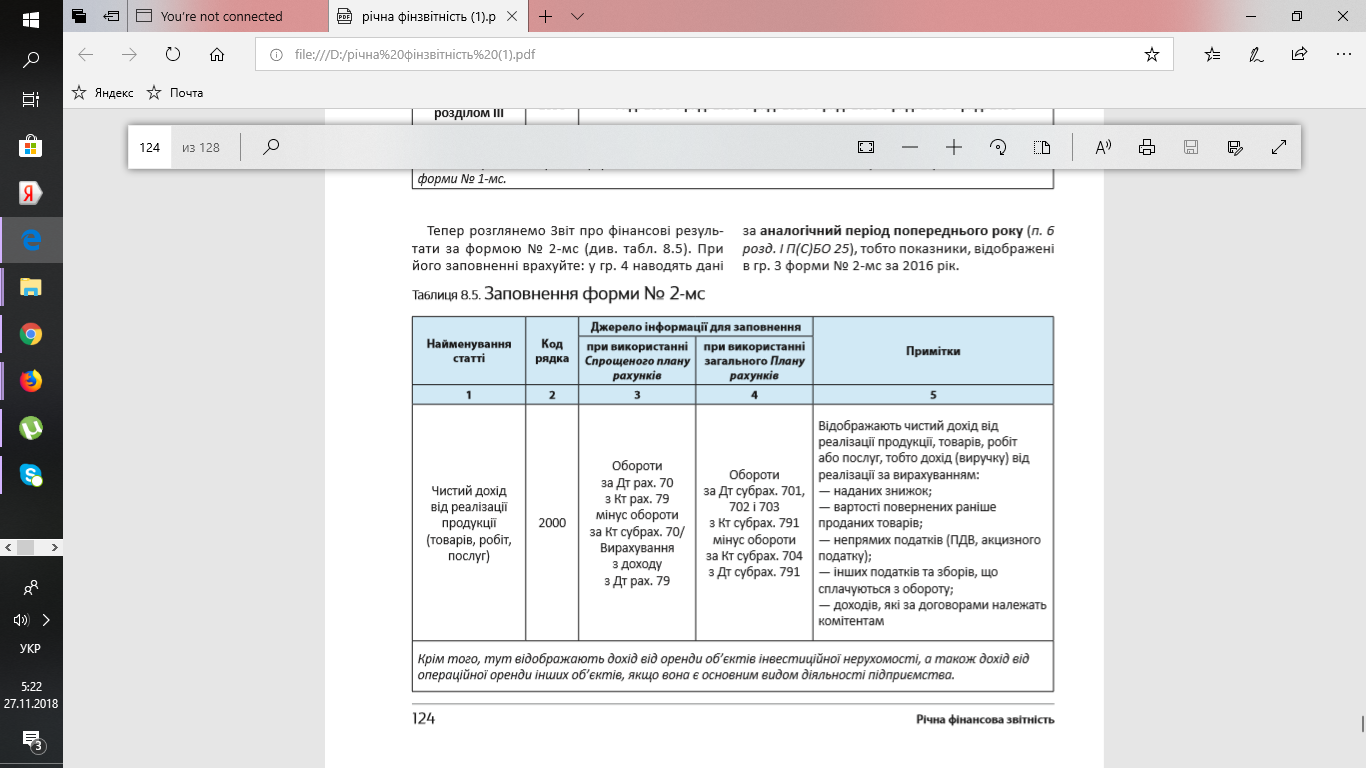 You're not connected
річна фінзвітність (1).p
file:///D:/річна%20фінзвітність%20(1).pdf
Яндекс
Почта
розділом III
124 из 128
форми № 1-мс.
Тепер розглянемо Звіт про фінансові резуль-
тати за формою № 2-мс (див. табл. 8.5). При
його заповненні врахуйте: у гр. 4 наводять дані
за аналогічний період попереднього року (п. 6
розд. I П(С)БО 25), тобто показники, відображені
в гр. 3 форми № 2-мс за 2016 рік.
Таблиця 8.5. Заповнення форми № 2-мс
Найменування
статті
Код
рядка
Джерело інформації для заповнення
при використанні
Спрощеного плану
рахунків
при використанні
загального Плану
рахунків
Примітки
1 2 3 4 5
Чистий дохід
від реалізації
продукції
(товарів, робіт,
послуг)
2000
Обороти
за Дт рах. 70
з Кт рах. 79
мінус обороти
за Кт субрах. 70/
Вирахування
з доходу
з Дт рах. 79
Обороти
за Дт субрах. 701,
702 і 703
з Кт субрах. 791
мінус обороти
за Кт субрах. 704
з Дт субрах. 791
Відображають чистий дохід від
реалізації продукції, товарів, робіт
або послуг, тобто дохід (виручку) від
реалізації за вирахуванням:
— наданих знижок;
— вартості повернених раніше
проданих товарів;
— непрямих податків (ПДВ, акцизного
податку);
— інших податків та зборів, що
сплачуються з обороту;
— доходів, які за договорами належать
комітентам
Крім того, тут відображають дохід від оренди об'єктів інвестиційної нерухомості, а також дохід від
операційної оренди інших об'єктів, якщо вона є основним видом діяльності підприємства.
124
Річна фінансова звітність
УКР
5:22
27.11.2018
3